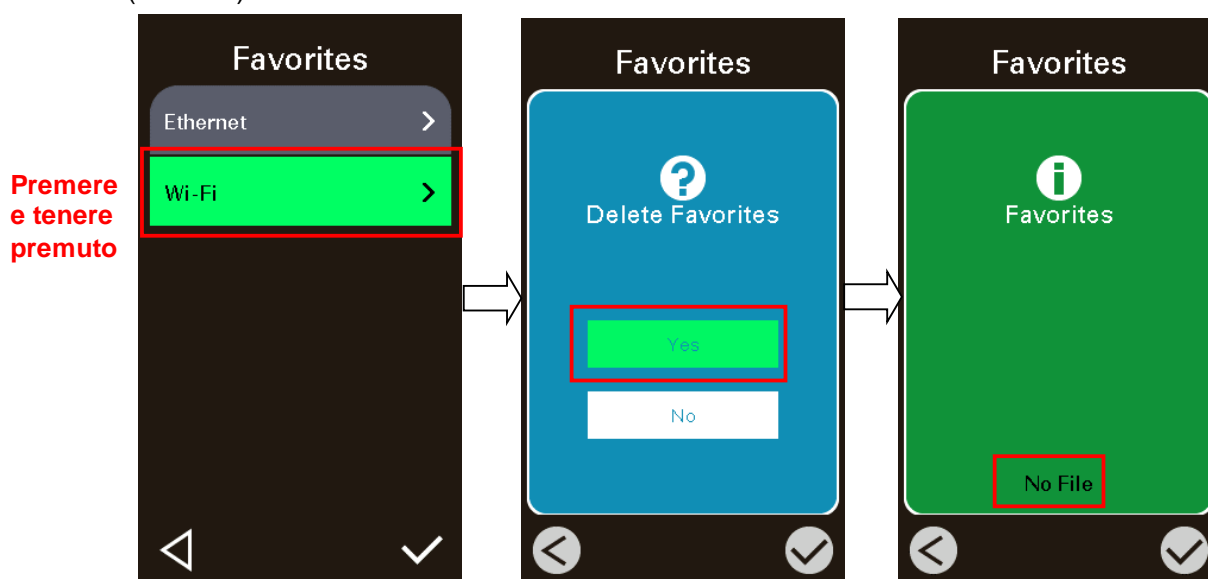 Favorites
Ethernet
Wi-Fi
Premere
e tenere
premuto
Favorites
Delete Favorites
Yes
No
Favorites
Favorites
No File